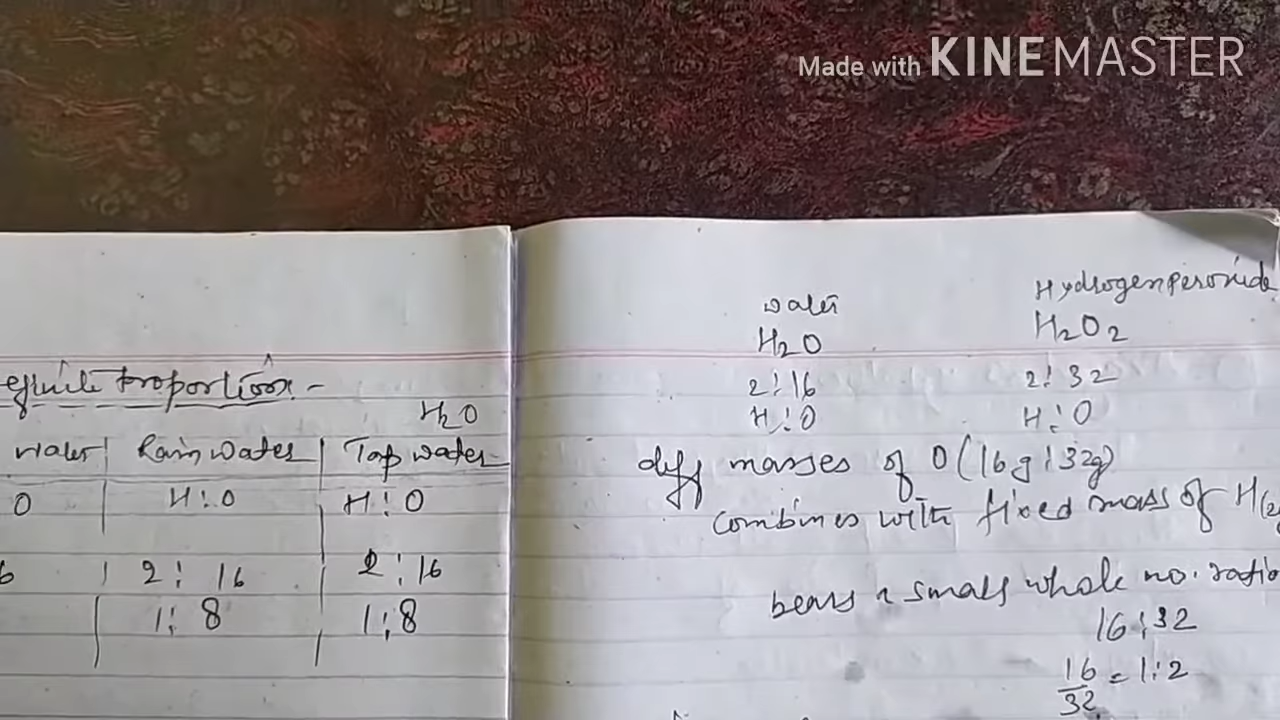 Made with KINEMASTER
efinite Proportion -
H2O
Water | Rain water | Tap water
O | H:O | H:O
6 | 2: 16 | 2:16
1: 8 | 1:8
water Hydrogen peroxide
H2O H2O2
2:16 2:32
H:O H:O
diff masses of O (16g:32g)
Combines with fixed mass of H(2g
bears a small whole no. ratio
16:32
16/32 = 1:2